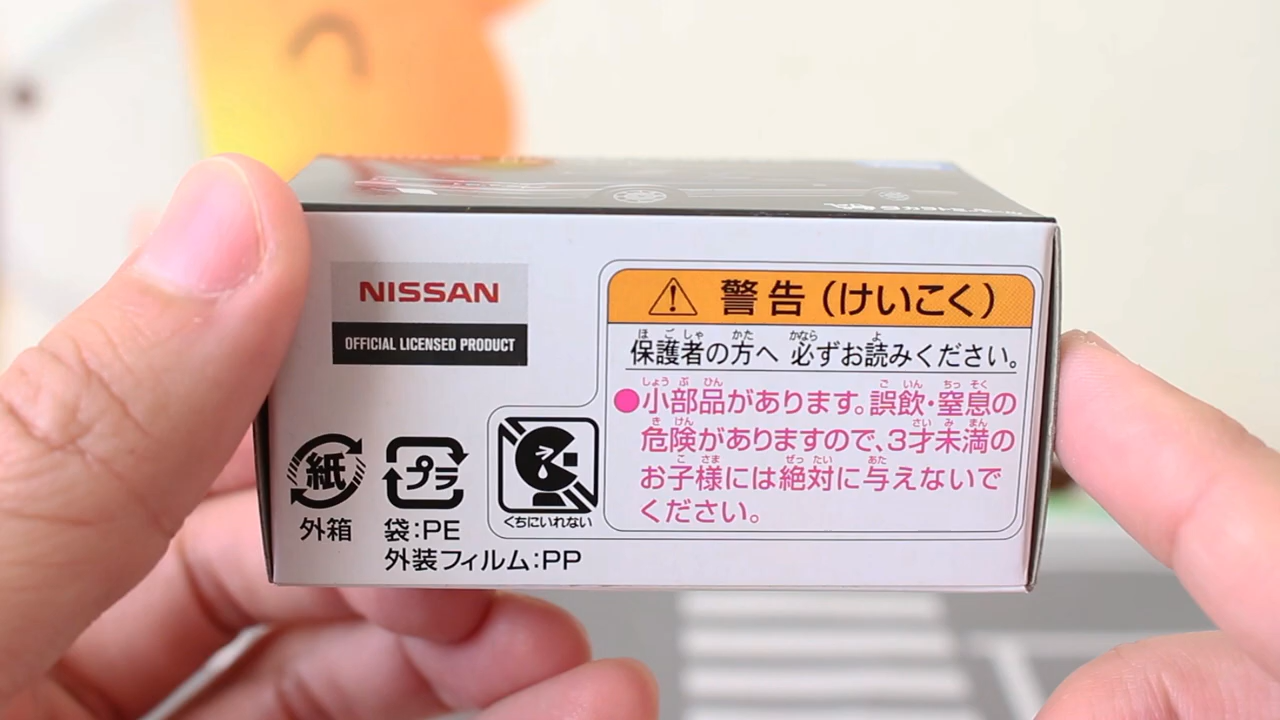 NISSAN
OFFICIAL LICENSED PRODUCT
警告(けいこく)
保護者の方へ 必ずお読みください。
ほごしゃ かた かなら よ
●小部品があります。誤飲・窒息の
しょう ぶ ひん ご いん ちっ そく
危険がありますので、3才未満の
き けん さい み まん
お子様には絶対に与えないで
こ さま ぜっ たい あた
ください。
くちにいれない
紙
外箱
プラ
袋:PE
外装フィルム:PP